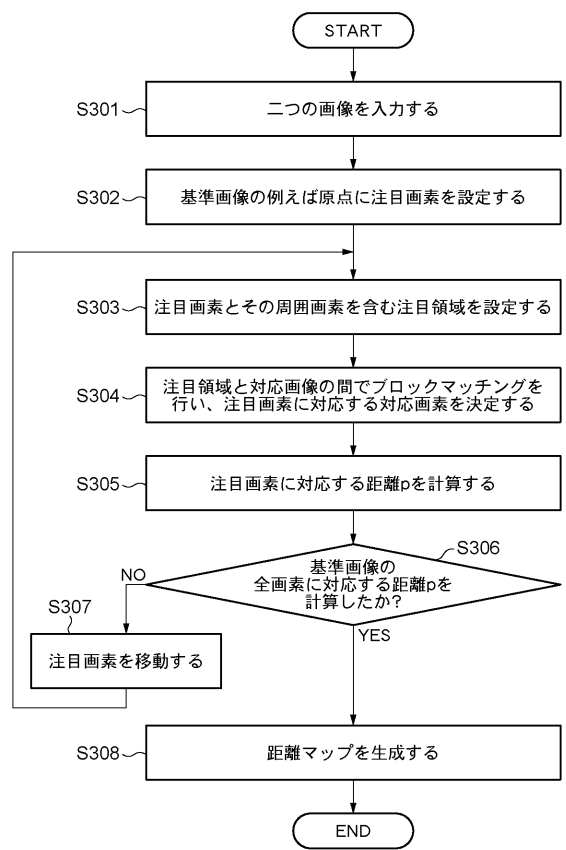 START
S301
二つの画像を入力する
S302
基準画像の例えば原点に注目画素を設定する
S303
注目画素とその周囲画素を含む注目領域を設定する
S304
注目領域と対応画像の間でブロックマッチングを
行い、注目画素に対応する対応画素を決定する
S305
注目画素に対応する距離pを計算する
S306
基準画像の
全画素に対応する距離pを
計算したか?
NO
YES
S307
注目画素を移動する
S308
距離マップを生成する
END